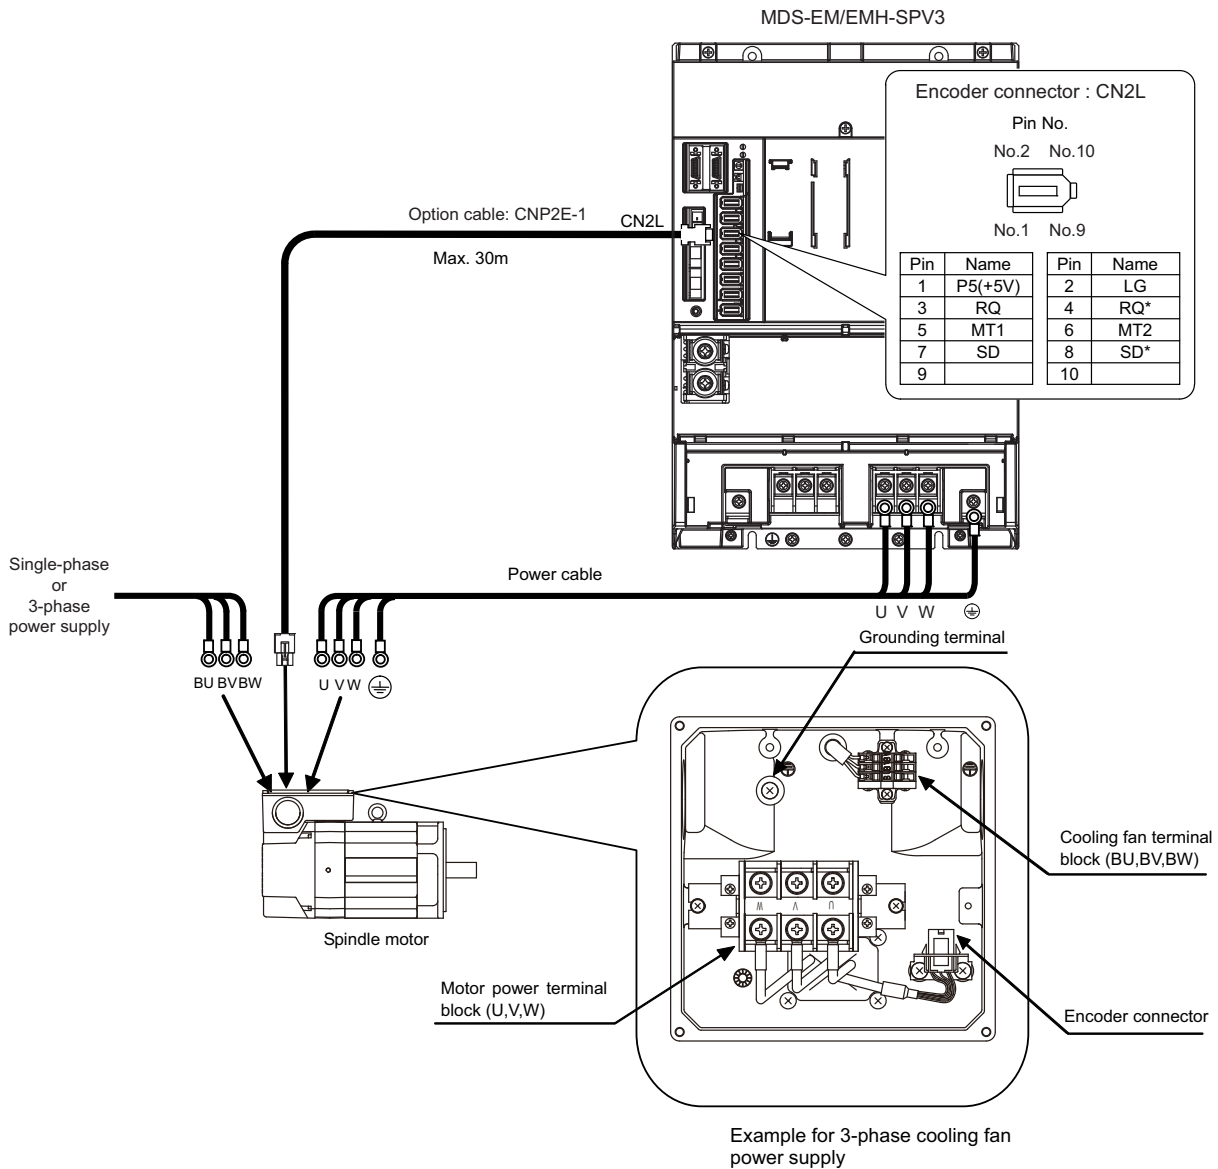 MDS-EM/EMH-SPV3
Encoder connector : CN2L
Pin No.
No.2 No.10
No.1 No.9
Pin Name Pin Name
1 P5(+5V) 2 LG
3 RQ 4 RQ*
5 MT1 6 MT2
7 SD 8 SD*
9 10
Option cable: CNP2E-1
CN2L
Max. 30m
Single-phase
or
3-phase
power supply
Power cable
U V W
Grounding terminal
BU BV BW
U V W
Cooling fan terminal
block (BU,BV,BW)
W V U
Spindle motor
Motor power terminal
block (U,V,W)
Encoder connector
Example for 3-phase cooling fan
power supply